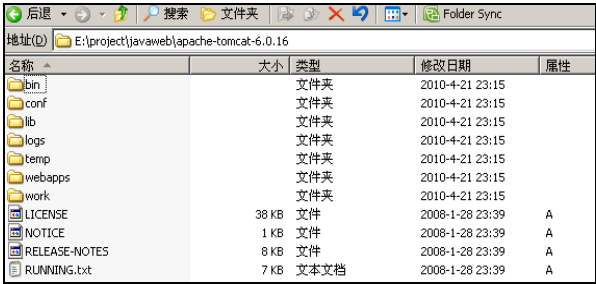 后退 搜索 文件夹 Folder Sync
地址(D) E:\project\javaweb\apache-tomcat-6.0.16
名称 大小 类型 修改日期 属性
bin 文件夹 2010-4-21 23:15
conf 文件夹 2010-4-21 23:15
lib 文件夹 2010-4-21 23:15
logs 文件夹 2010-4-21 23:15
temp 文件夹 2010-4-21 23:15
webapps 文件夹 2010-4-21 23:15
work 文件夹 2010-4-21 23:15
LICENSE 38 KB 文件 2008-1-28 23:39 A
NOTICE 1 KB 文件 2008-1-28 23:39 A
RELEASE-NOTES 8 KB 文件 2008-1-28 23:39 A
RUNNING.txt 7 KB 文本文档 2008-1-28 23:39 A